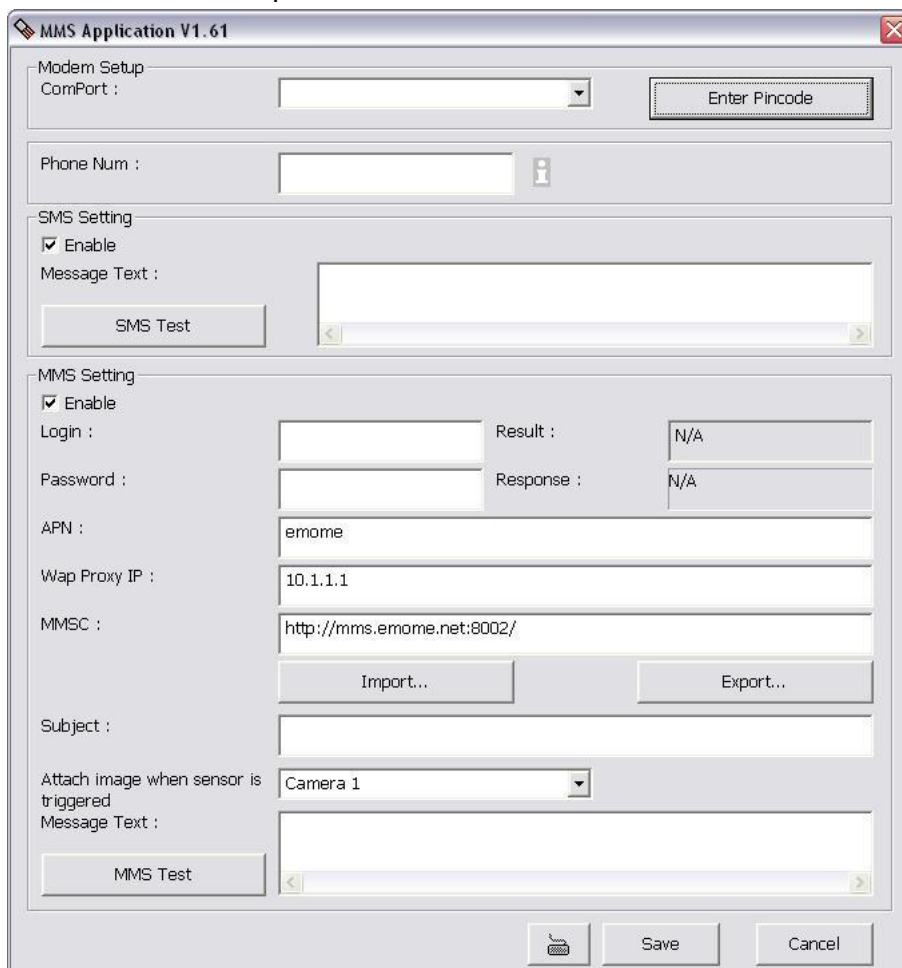 MMS Application V1.61
Modem Setup
ComPort :
Enter Pincode
Phone Num :
SMS Setting
Enable
Message Text :
SMS Test
MMS Setting
Enable
Login :
Result :
N/A
Password :
Response :
N/A
APN :
emome
Wap Proxy IP :
10.1.1.1
MMSC :
http://mms.emome.net:8002/
Import...
Export...
Subject :
Attach image when sensor is
triggered
Camera 1
Message Text :
MMS Test
Save
Cancel